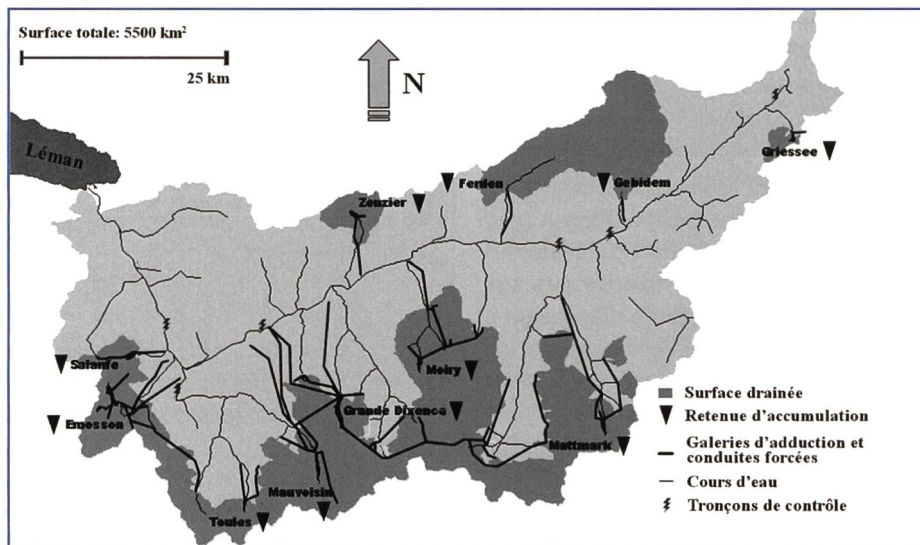 Surface totale: 5500 km²
25 km
N
Léman
Griessee
Ferden
Gebidem
Zeuzier
Salanfe
Moiry
Surface drainée
Emosson
Grande Dixence
Retenue d'accumulation
Mattmark
Galeries d'adduction et
conduites forcées
Cours d'eau
Mauvoisin
Tronçons de contrôle
Toules